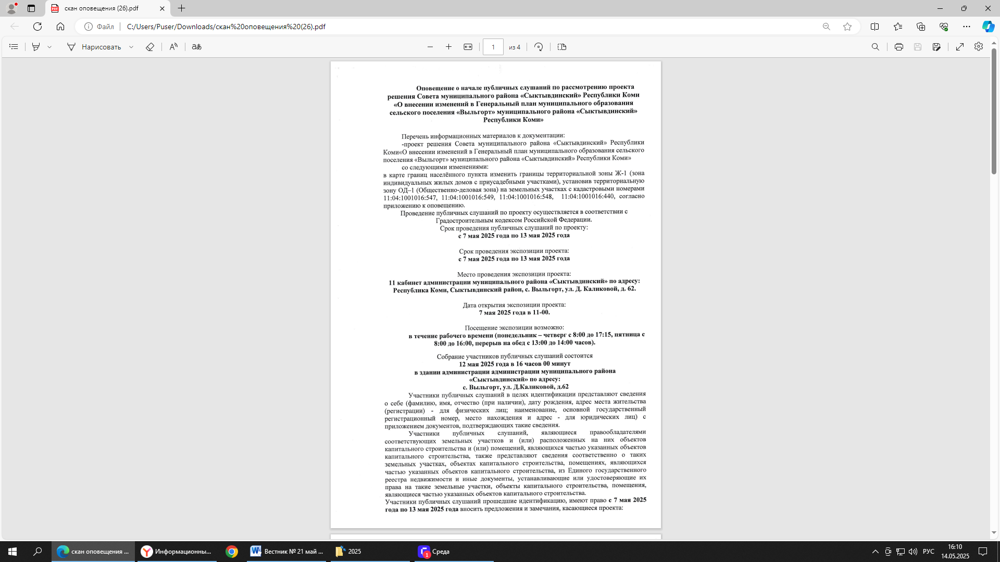 скан оповещения (26).pdf
Файл
C:/Users/Puser/Downloads/скан%20оповещения%20(26).pdf
Нарисовать
аあ
1 из 4
Оповещение о начале публичных слушаний по рассмотрению проекта
решения Совета муниципального района «Сыктывдинский» Республики Коми
«О внесении изменений в Генеральный план муниципального образования
сельского поселения «Выльгорт» муниципального района «Сыктывдинский»
Республики Коми»
Перечень информационных материалов к документации:
-проект решения Совета муниципального района «Сыктывдинский» Республики
Коми«О внесении изменений в Генеральный план муниципального образования сельского
поселения «Выльгорт» муниципального района «Сыктывдинский» Республики Коми»
со следующими изменениями:
в карте границ населённого пункта изменить границы территориальной зоны Ж-1 (зона
индивидуальных жилых домов с приусадебными участками), установив территориальную
зону ОД–1 (Общественно-деловая зона) на земельных участках с кадастровыми номерами
11:04:1001016:547, 11:04:1001016:549, 11:04:1001016:548, 11:04:1001016:440, согласно
приложению к оповещению.
Проведение публичных слушаний по проекту осуществляется в соответствии с
Градостроительным кодексом Российской Федерации.
Срок проведения публичных слушаний по проекту:
с 7 мая 2025 года по 13 мая 2025 года
Срок проведения экспозиции проекта:
с 7 мая 2025 года по 13 мая 2025 года
Место проведения экспозиции проекта:
11 кабинет администрации муниципального района «Сыктывдинский» по адресу:
Республика Коми, Сыктывдинский район, с. Выльгорт, ул. Д. Каликовой, д. 62.
Дата открытия экспозиции проекта:
7 мая 2025 года в 11-00.
Посещение экспозиции возможно:
в течение рабочего времени (понедельник – четверг с 8:00 до 17:15, пятница с
8:00 до 16:00, перерыв на обед с 13:00 до 14:00 часов).
Собрание участников публичных слушаний состоится
12 мая 2025 года в 16 часов 00 минут
в здании администрации администрации муниципального района
«Сыктывдинский» по адресу:
с. Выльгорт, ул. Д.Каликовой, д.62
Участники публичных слушаний в целях идентификации представляют сведения
о себе (фамилию, имя, отчество (при наличии), дату рождения, адрес места жительства
(регистрации) - для физических лиц; наименование, основной государственный
регистрационный номер, место нахождения и адрес - для юридических лиц) с
приложением документов, подтверждающих такие сведения.
Участники публичных слушаний, являющиеся правообладателями
соответствующих земельных участков и (или) расположенных на них объектов
капитального строительства и (или) помещений, являющихся частью указанных объектов
капитального строительства, также представляют сведения соответственно о таких
земельных участках, объектах капитального строительства, помещениях, являющихся
частью указанных объектов капитального строительства, из Единого государственного
реестра недвижимости и иные документы, устанавливающие или удостоверяющие их
права на такие земельные участки, объекты капитального строительства, помещения,
являющиеся частью указанных объектов капитального строительства.
Участники публичных слушаний прошедшие идентификацию, имеют право с 7 мая 2025
года по 13 мая 2025 года вносить предложения и замечания, касающиеся проекта:
скан оповещения ...
Информационны...
Вестник № 21 май ...
2025
1 Среда
РУС
16:10
14.05.2025